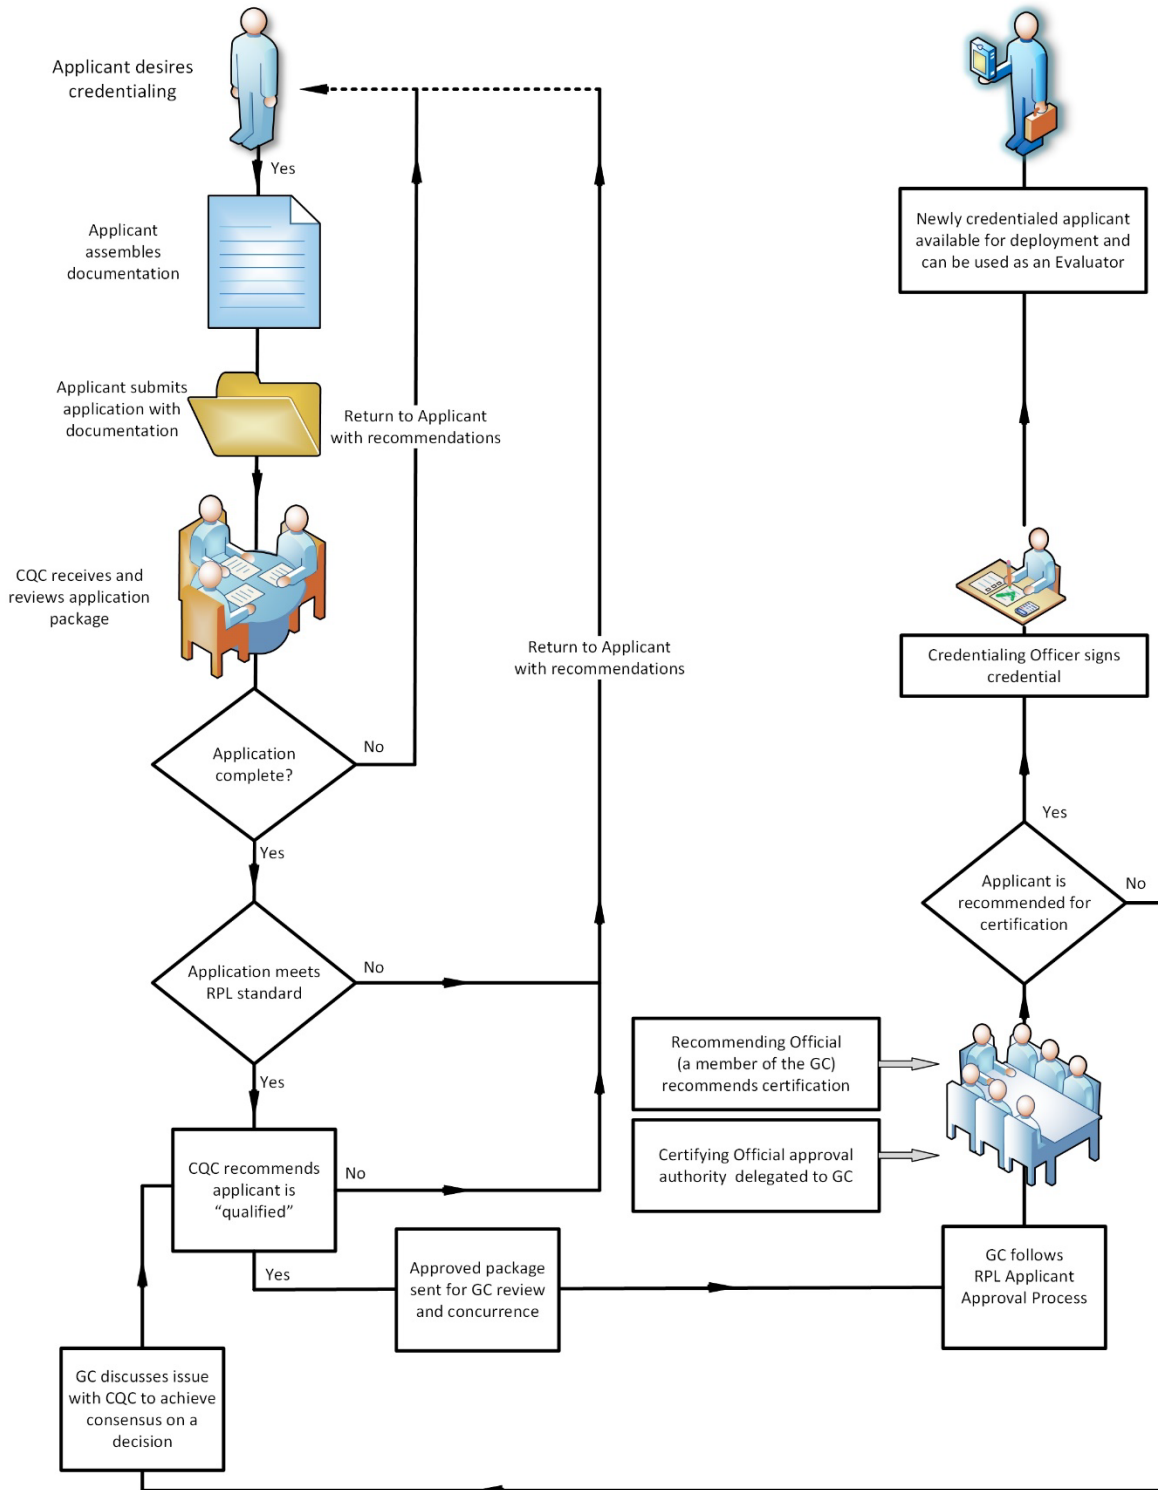 Applicant desires
credentialing
Yes
Applicant
assembles
documentation
Applicant submits
application with
documentation
Return to Applicant
with recommendations
CQC receives and
reviews application
package
Application
complete?
No
Yes
Application meets
RPL standard
No
Return to Applicant
with recommendations
Yes
CQC recommends
applicant is
“qualified”
No
Yes
Approved package
sent for GC review
and concurrence
GC discusses issue
with CQC to achieve
consensus on a
decision
GC follows
RPL Applicant
Approval Process
Recommending Official
(a member of the GC)
recommends certification
Certifying Official approval
authority delegated to GC
Applicant is
recommended for
certification
No
Yes
Credentialing Officer signs
credential
Newly credentialed applicant
available for deployment and
can be used as an Evaluator